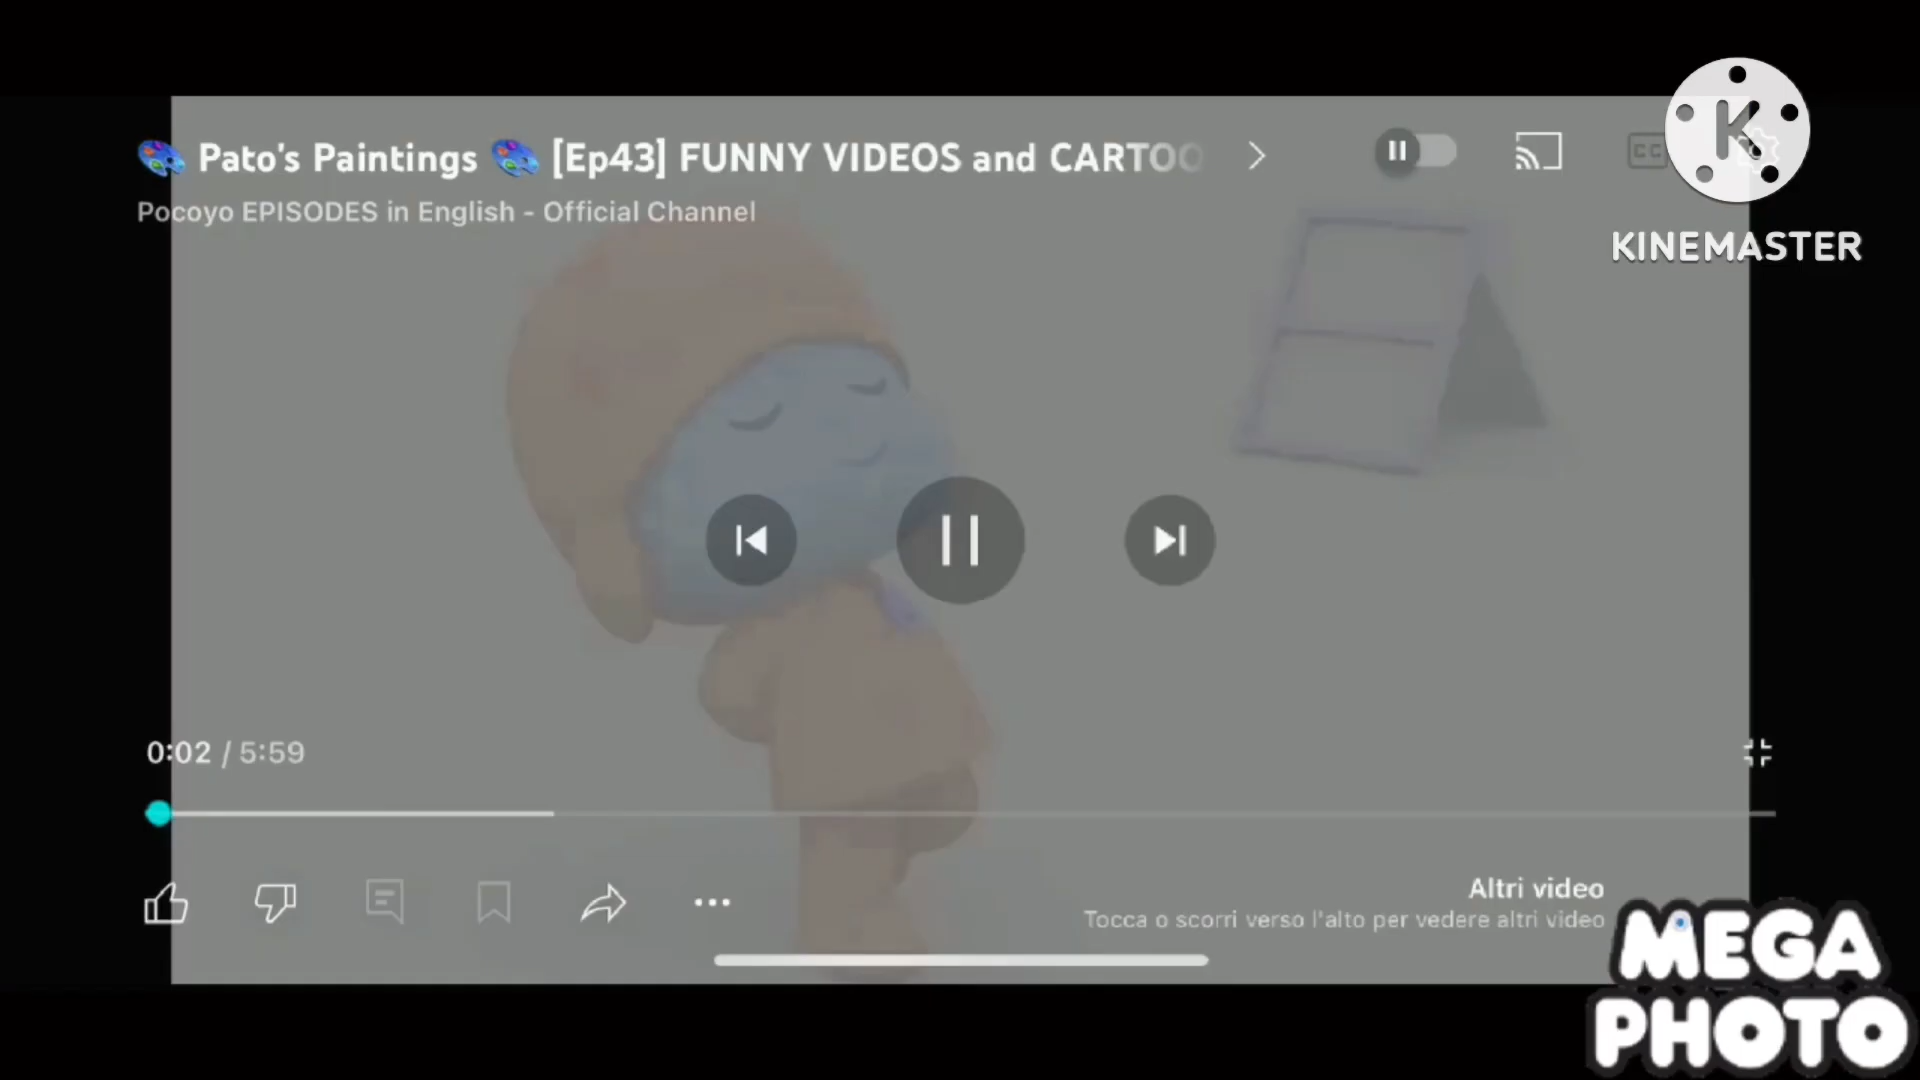 Pato's Paintings [Ep43] FUNNY VIDEOS and CARTOO
Pocoyo EPISODES in English - Official Channel
CC
K
KINEMASTER
0:02 / 5:59
Altri video
Tocca o scorri verso l'alto per vedere altri video
MEGA
PHOTO